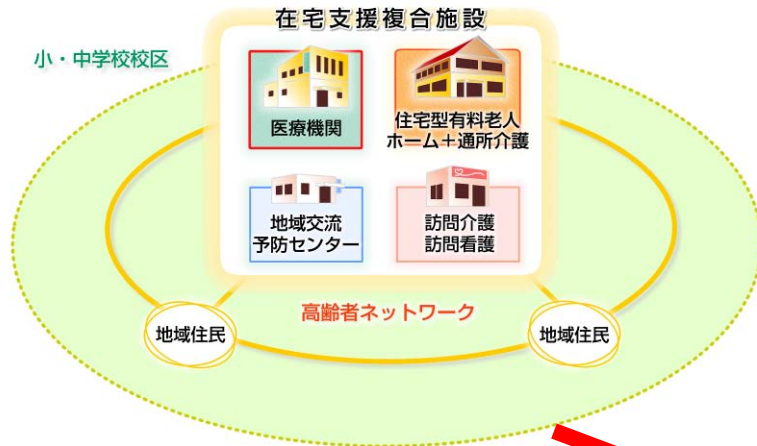 在宅支援複合施設
小・中学校校区
医療機関
住宅型有料老人
ホーム+通所介護
地域交流
予防センター
訪問介護
訪問看護
高齢者ネットワーク
地域住民
地域住民